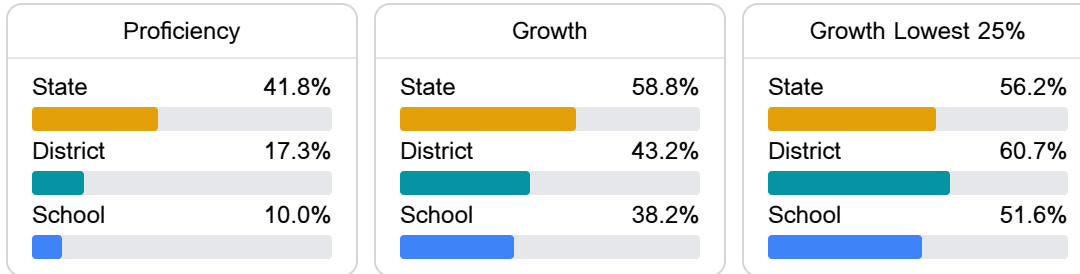 Proficiency
State 41.8%
District 17.3%
School 10.0%
Growth
State 58.8%
District 43.2%
School 38.2%
Growth Lowest 25%
State 56.2%
District 60.7%
School 51.6%